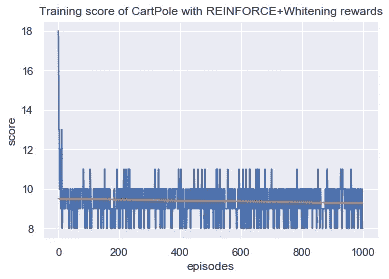 Training score of CartPole with REINFORCE+Whitening rewards
18
16
14
12
10
8
score
0 200 400 600 800 1000
episodes